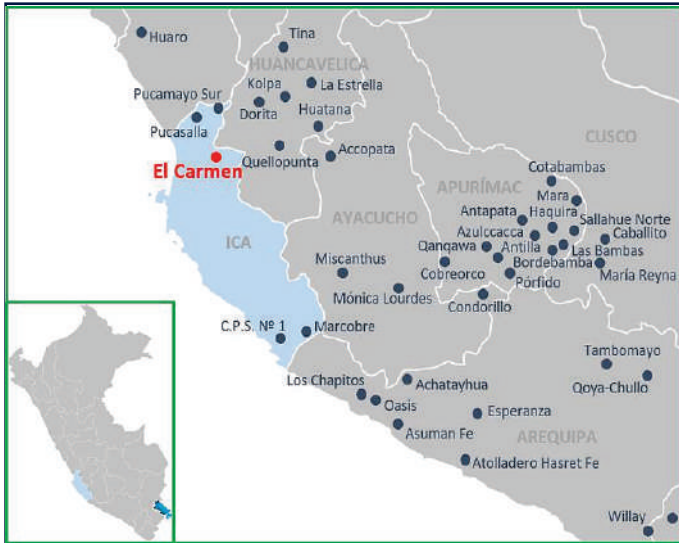 Tina
Huaro
HUANCAVELICA
Kolpa
La Estrella
Pucamayo Sur
Dorita
Huatana
Pucasalla
CUSCO
Quellopunta
Accopata
El Carmen
Cotabambas
APURÍMAC
Mara
Antapata
Haquira
Sallahue Norte
AYACUCHO
Azulccacca
Caballito
ICA
Qanqawa
Antilla
Las Bambas
Miscanthus
Bordebamba
Cobreorco
María Reyna
Pórfido
Mónica Lourdes
Condorillo
C.P.S. Nº 1
Marcobre
Tambomayo
Los Chapitos
Achatayhua
Qoya-Chullo
Oasis
Esperanza
Asuman Fe
AREQUIPA
Atolladero Hasret Fe
Willay